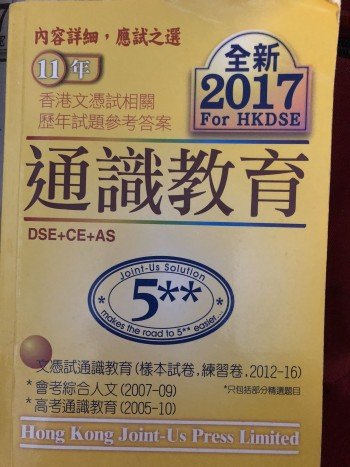 內容詳細，應試之選
11年
全新
2017
For HKDSE
香港文憑試相關
歷年試題參考答案
通識教育
DSE+CE+AS
Joint-Us Solution
5**
makes the road to 5** easier...
文憑試通識教育(樣本試卷,練習卷,2012-16)
*會考綜合人文(2007-09) *只包括部分精選題目
*高考通識教育(2005-10)
Hong Kong Joint-Us Press Limited